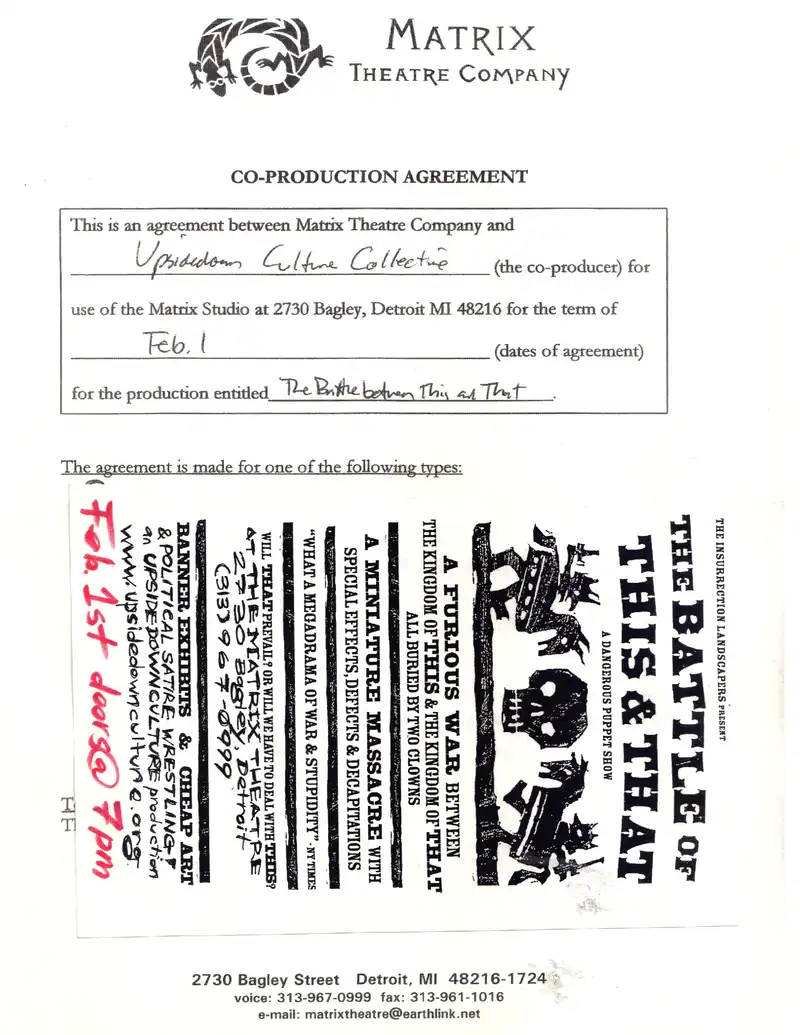 MATRIX
THEATRE COMPANY
CO-PRODUCTION AGREEMENT
This is an agreement between Matrix Theatre Company and
Upsidedown Culture Collective (the co-producer) for
use of the Matrix Studio at 2730 Bagley, Detroit MI 48216 for the term of
Feb. 1 (dates of agreement)
for the production entitled The Battle between This and That.
The agreement is made for one of the following types:
THE INSURRECTION LANDSCAPERS PRESENT
THE BATTLE OF
THIS & THAT
A DANGEROUS PUPPET SHOW
A FURIOUS WAR BETWEEN
THE KINGDOM OF THIS & THE KINGDOM OF THAT
ALL BURIED BY TWO CLOWNS
A MINIATURE MASSACRE WITH
SPECIAL EFFECTS, DEFECTS & DECAPITATIONS
"WHAT A MEGADRAMA OF WAR & STUPIDITY" - NY TIMES
WILL THAT PREVAIL? OR WILL WE HAVE TO DEAL WITH THIS?
AT THE MATRIX THEATRE
2730 Bagley, Detroit
(313) 967-0999
BANNER EXHIBITS & CHEAP ART
& POLITICAL SATIRE, WRESTLING!
an UPSIDEDOWNCULTURE production
www.upsidedownculture.org
Feb. 1st doors@ 7pm
T
T
2730 Bagley Street Detroit, MI 48216-1724
voice: 313-967-0999 fax: 313-961-1016
e-mail: matrixtheatre@earthlink.net